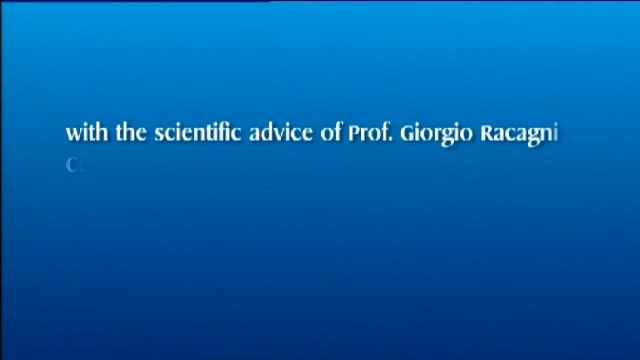 with the scientific advice of Prof. Giorgio Racagni